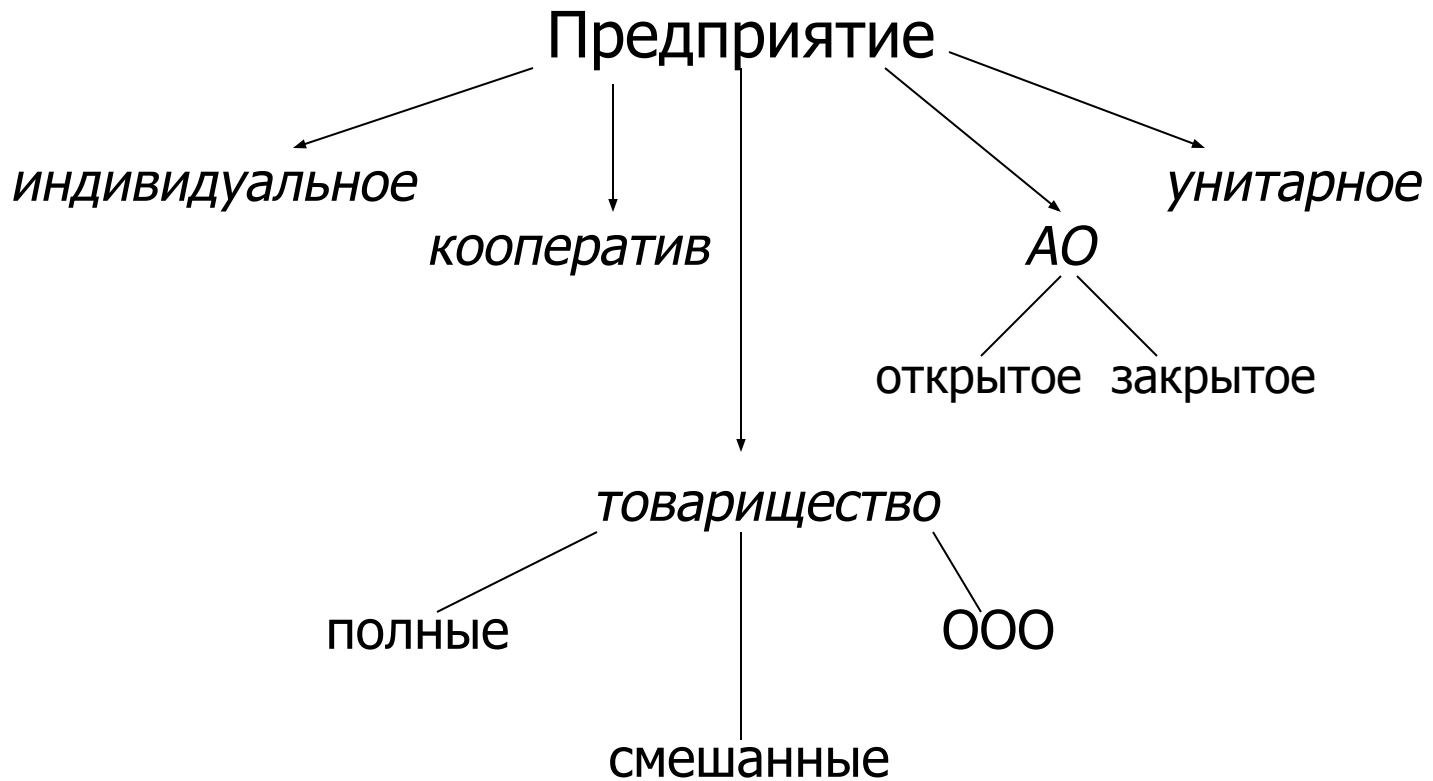 Предприятие
индивидуальное
унитарное
кооператив
АО
открытое закрытое
товарищество
полные
ООО
смешанные